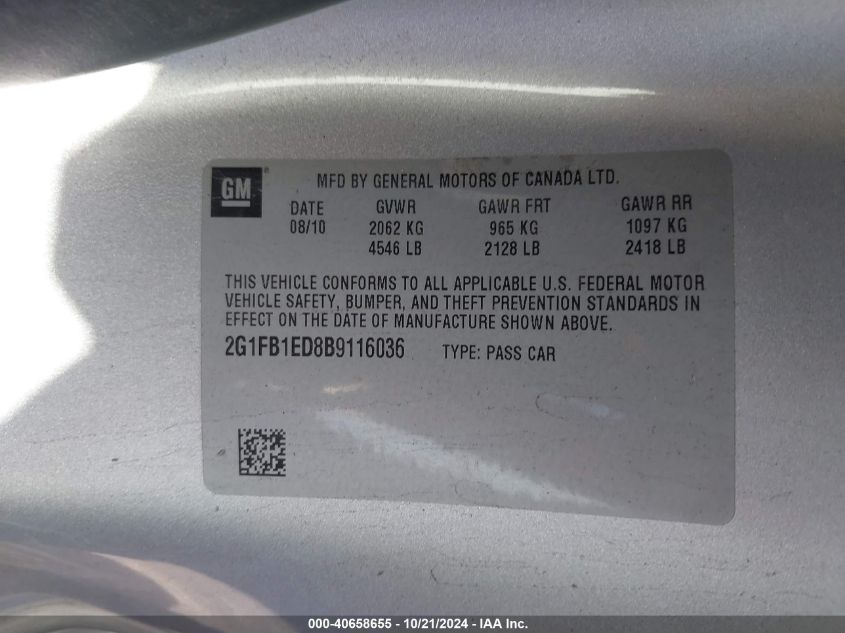 GM ®
MFD BY GENERAL MOTORS OF CANADA LTD.
DATE GVWR GAWR FRT GAWR RR
08/10 2062 KG 965 KG 1097 KG
4546 LB 2128 LB 2418 LB
THIS VEHICLE CONFORMS TO ALL APPLICABLE U.S. FEDERAL MOTOR
VEHICLE SAFETY, BUMPER, AND THEFT PREVENTION STANDARDS IN
EFFECT ON THE DATE OF MANUFACTURE SHOWN ABOVE.
2G1FB1ED8B9116036 TYPE: PASS CAR
000-40658655 | 10/21/2024 - IAA Inc.